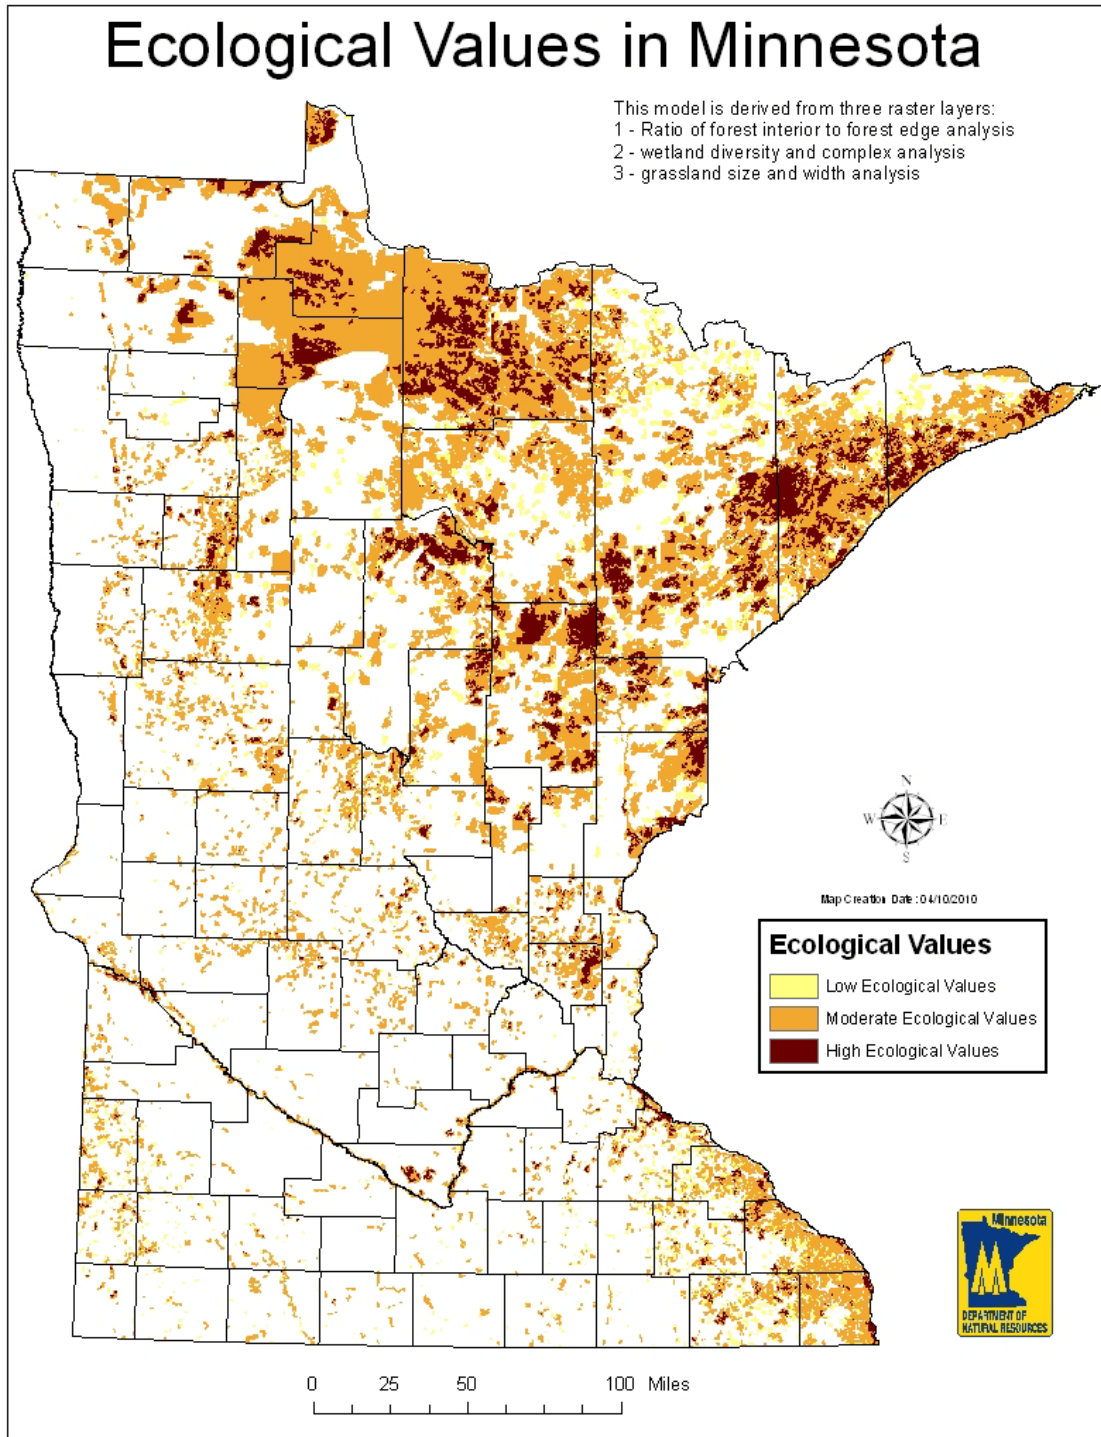 Ecological Values in Minnesota
This model is derived from three raster layers:
1 - Ratio of forest interior to forest edge analysis
2 - wetland diversity and complex analysis
3 - grassland size and width analysis
N
W E
S
Map Creation Date : 04/10/2010
Ecological Values
Low Ecological Values
Moderate Ecological Values
High Ecological Values
Minnesota
DEPARTMENT OF
NATURAL RESOURCES
0 25 50 100 Miles